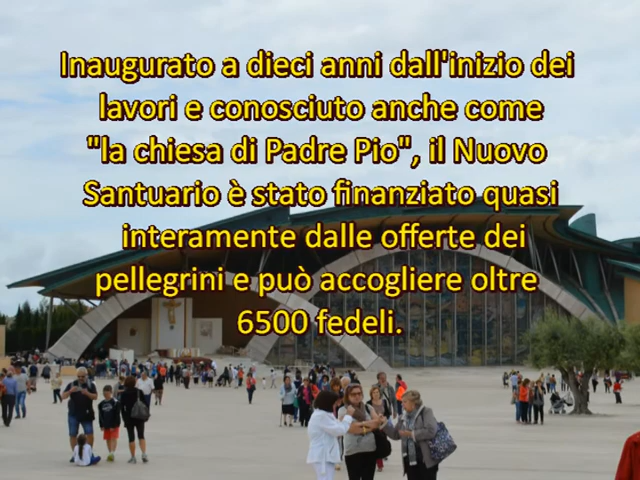 Inaugurato a dieci anni dall'inizio dei
lavori e conosciuto anche come
"la chiesa di Padre Pio", il Nuovo
Santuario è stato finanziato quasi
interamente dalle offerte dei
pellegrini e può accogliere oltre
6500 fedeli.